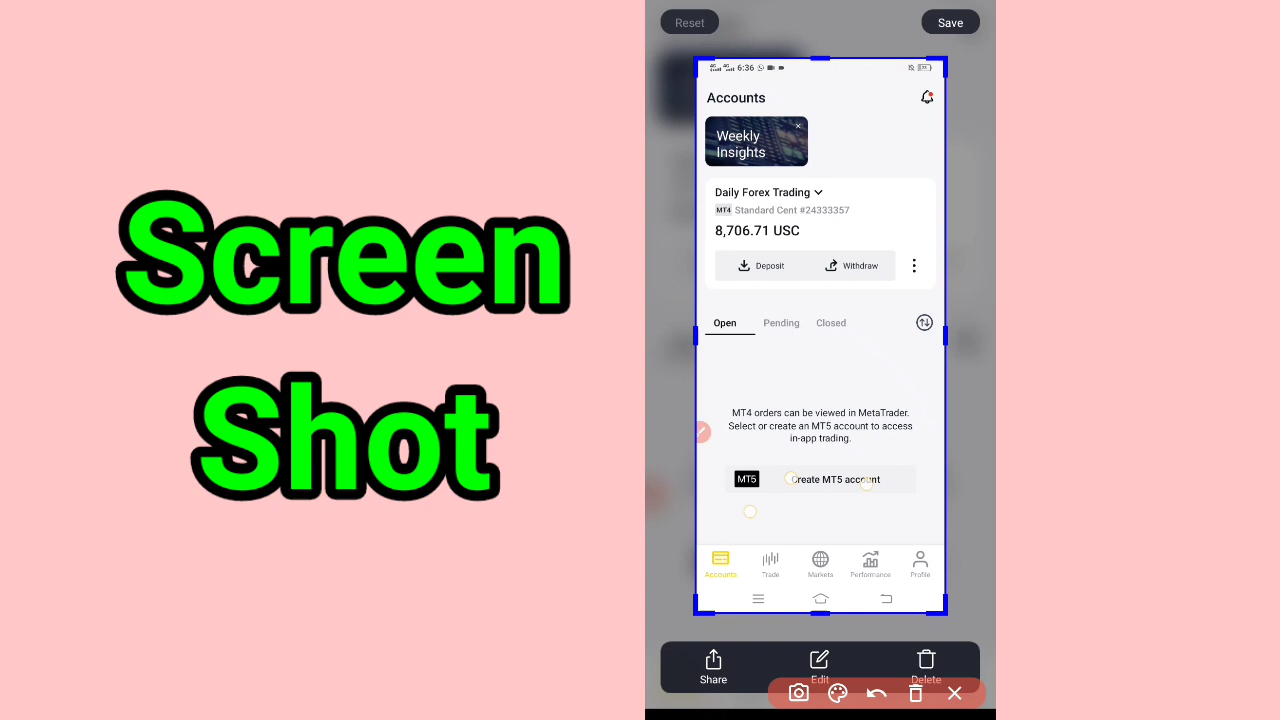 Screen
Shot
Reset
Save
6:36
Accounts
Weekly
Insights
Daily Forex Trading
MT4 Standard Cent #24333357
8,706.71 USC
Deposit
Withdraw
Open
Pending
Closed
MT4 orders can be viewed in MetaTrader.
Select or create an MT5 account to access
in-app trading.
MT5
Create MT5 account
Accounts
Trade
Markets
Performance
Profile
Share
Edit
Delete